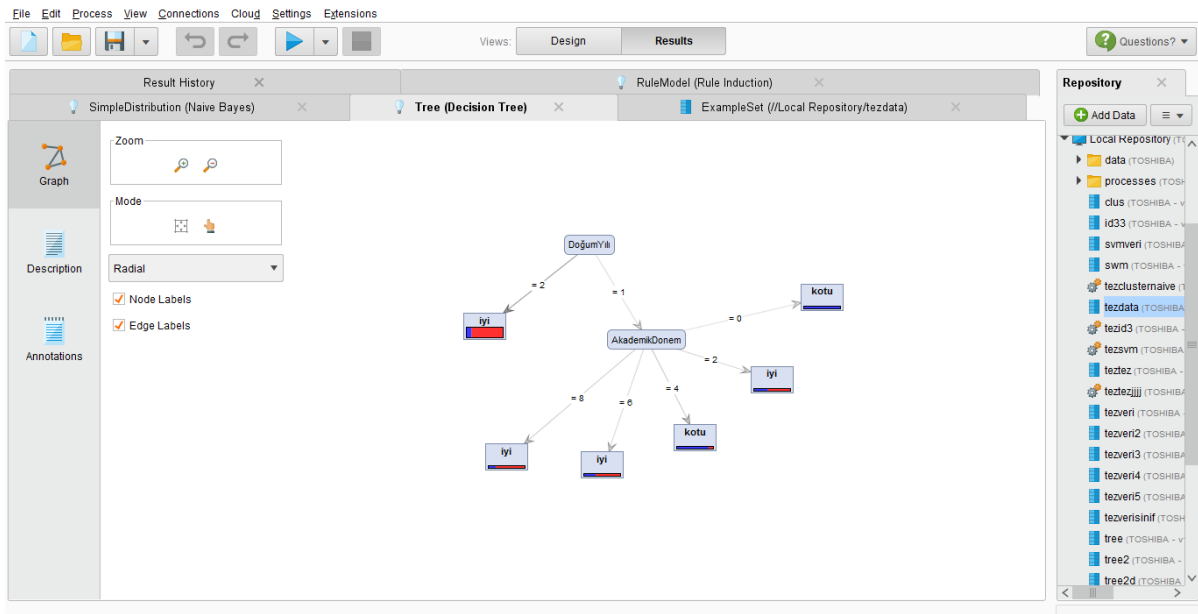 File Edit Process View Connections Cloud Settings Extensions
Views: Design Results Questions?
Result History RuleModel (Rule Induction)
SimpleDistribution (Naive Bayes) Tree (Decision Tree) ExampleSet (//Local Repository/tezdata)
Repository
Add Data
Graph
Description
Annotations
Zoom
Mode
Radial
Node Labels
Edge Labels
DoğumYılı
= 2
= 1
iyi
kotu
= 0
AkademikDonem
= 2
iyi
= 8
= 6
= 4
kotu
iyi
iyi
Local Repository
data (TOSHIBA)
processes
clus (TOSHIBA - v
id33 (TOSHIBA - v
svmveri (TOSHIBA
swm (TOSHIBA -
tezclusternaive
tezdata (TOSHIBA
tezid3 (TOSHIBA -
tezsvm (TOSHIBA
teztez (TOSHIBA -
teztezjjjj (TOSHIBA
tezveri (TOSHIBA -
tezveri2 (TOSHIBA
tezveri3 (TOSHIBA
tezveri4 (TOSHIBA
tezveri5 (TOSHIBA
tezverisinif
tree (TOSHIBA - v
tree2 (TOSHIBA -
tree2d (TOSHIBA